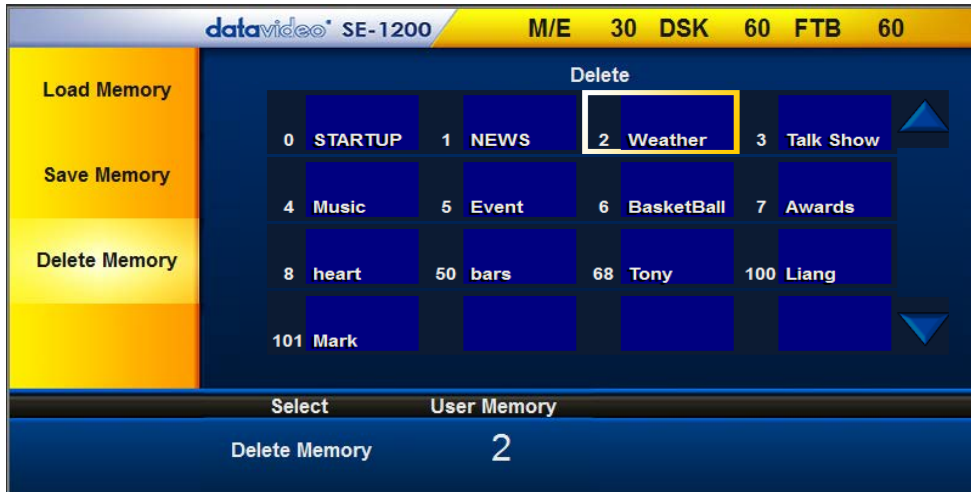 datavideo SE-1200 M/E 30 DSK 60 FTB 60
Load Memory
Save Memory
Delete Memory
Delete
0 STARTUP 1 NEWS 2 Weather 3 Talk Show
4 Music 5 Event 6 BasketBall 7 Awards
8 heart 50 bars 68 Tony 100 Liang
101 Mark
Select User Memory
Delete Memory 2